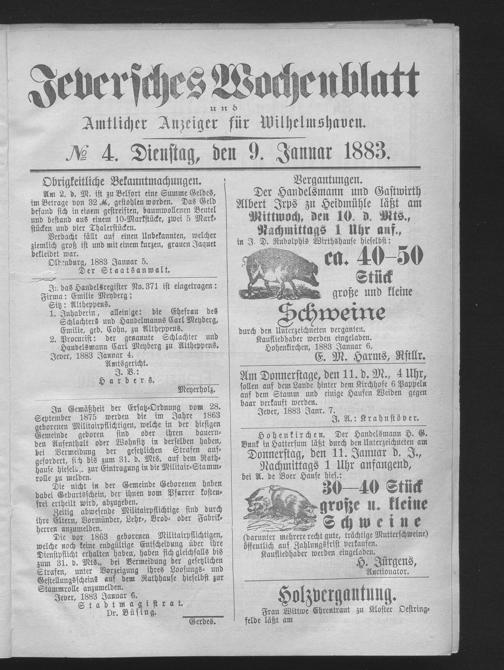 Jeversches Wochenblatt
und
Amtlicher Anzeiger für Wilhelmshaven.
№ 4. Dienstag, den 9. Januar 1883.
Obrigkeitliche Bekanntmachungen.
Am 2. d. M. ist zu Belfort eine Summe Geldes,
im Betrage von 32 ℳ, gestohlen worden. Das Geld
befand sich in einem gestreiften, baumwollenen Beutel
und bestand aus einem 10-Markstück, zwei 5 Mark
stücken und vier Thalerstücken.
Verdacht fällt auf einen Unbekannten, welcher
ziemlich groß ist und mit einem kurzen, grauen Jaquet
bekleidet war.
Oldenburg, 1883 Januar 5.
Der Staatsanwalt.
In das Handelsregister No. 371 ist eingetragen:
Firma: Emilie Meyberg;
Sitz: Altheppens.
1. Inhaberin, alleinige: die Ehefrau des
Schlachters und Handelmanns Carl Meyberg,
Emilie, geb. Cohn, zu Altheppens.
2. Procurist: der genannte Schlachter und
Handelsmann Carl Meyberg zu Altheppens.
Jever, 1883 Januar 4.
Amtsgericht.
J. V.:
Harbers.
Meyerholz.
In Gemäßheit der Ersatz-Ordnung vom 28.
September 1875 werden die im Jahre 1863
geborenen Militairpflichtigen, welche in der hiesigen
Gemeinde geboren sind oder ihren dauern-
den Aufenthalt oder Wohnsitz in derselben haben,
bei Vermeidung der gesetzlichen Strafen auf-
gefordert, sich bis zum 31. d. Mts. auf dem Rath-
hause hieselbst zur Eintragung in die Militair-Stamm-
rolle zu melden.
Die nicht in der Gemeinde Geborenen haben
dabei Geburtschein, der ihnen vom Pfarrer kosten-
frei ertheilt wird, abzugeben.
Zeitig abwesende Militairpflichtige sind durch
ihre Eltern, Vormünder, Lehr-, Brod- oder Fabrik-
herren anzumelden.
Die vor 1863 geborenen Militairpflichtigen,
welche noch keine endgültige Entscheidung über ihre
Dienstpflicht erhalten haben, haben sich gleichfalls bis
zum 31. d. Mts. bei Vermeidung der gesetzlichen
Strafen, unter Vorzeigung ihres Loosungs- und
Gestellungsscheins auf dem Rathhause hieselbst zur
Stammrolle anzumelden.
Jever, 1883 Januar 6.
Stadtmagistrat.
Dr. Büsing.
Gerdes.
Vergantungen.
Der Handelsmann und Gastwirth
Albert Irps zu Heidmühle läßt am
Mittwoch, den 10. d. Mts.,
Nachmittags 1 Uhr auf.,
in J. D. Rudolphis Wirthshause hieselbst:
ca. 40–50
Stück
große und kleine
Schweine
durch den Unterzeichneten verganten.
Kaufliebhaber werden eingeladen.
Hohenkirchen, 1883 Januar 6.
E. M. Harms, Rstllr.
Am Donnerstage, den 11. d. M., 4 Uhr,
sollen auf dem Lande hinter dem Kirchhofe 6 Pappeln
auf dem Stamm und einige Haufen Weiden gegen
baar verkauft werden.
Jever, 1883 Janr. 7.
J. A.: Krahnstöver.
Hohenkirchen. Der Handelsmann H. G.
Bunk in Hattersum läßt durch den Unterzeichneten am
Donnerstag, den 11. Januar d. J.,
Nachmittags 1 Uhr anfangend,
bei A. de Boer Hause hies.:
30–40 Stück
große u. kleine
Schweine
(darunter mehrere recht gute, trächtige Mutterschweine)
öffentlich auf Zahlungsfrist verkaufen.
Kaufliebhaber werden eingeladen.
H. Jürgens,
Auctionator.
Holzvergantung.
Frau Wittwe Ehrentraut zu Kloster Oestring-
felde läßt am